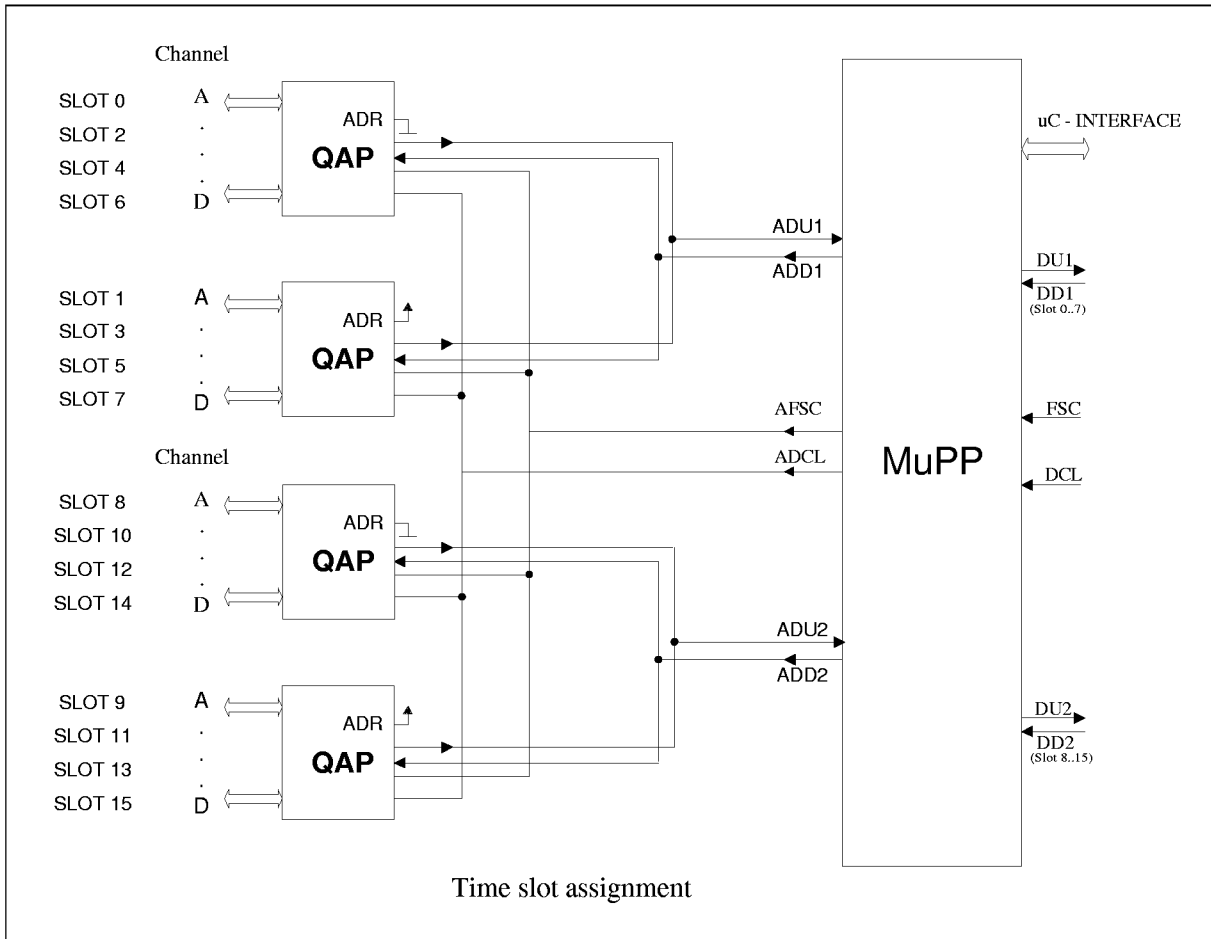 Channel
SLOT 0 A
SLOT 2 .
SLOT 4 .
SLOT 6 . D
ADR
QAP
SLOT 1 A
SLOT 3 .
SLOT 5 .
SLOT 7 . D
ADR
QAP
Channel
SLOT 8 A
SLOT 10 .
SLOT 12 .
SLOT 14 . D
ADR
QAP
SLOT 9 A
SLOT 11 .
SLOT 13 .
SLOT 15 . D
ADR
QAP
ADU1
ADD1
AFSC
ADCL
ADU2
ADD2
MuPP
uC - INTERFACE
DU1
DD1
(Slot 0..7)
FSC
DCL
DU2
DD2
(Slot 8..15)
Time slot assignment